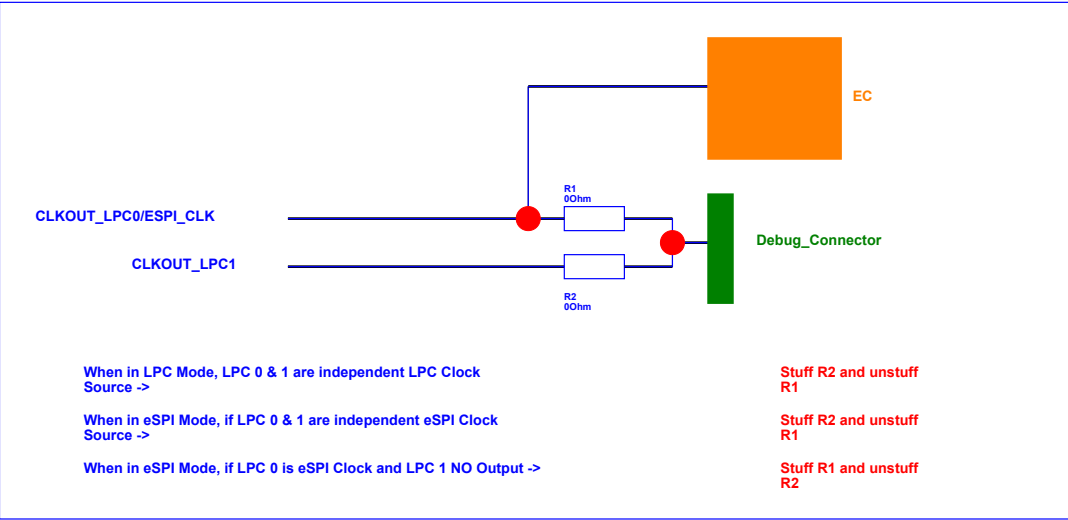 EC
R1
0Ohm
CLKOUT_LPC0/ESPI_CLK
Debug_Connector
CLKOUT_LPC1
R2
0Ohm
When in LPC Mode, LPC 0 & 1 are independent LPC Clock
Source ->
Stuff R2 and unstuff
R1
When in eSPI Mode, if LPC 0 & 1 are independent eSPI Clock
Source ->
Stuff R2 and unstuff
R1
When in eSPI Mode, if LPC 0 is eSPI Clock and LPC 1 NO Output ->
Stuff R1 and unstuff
R2